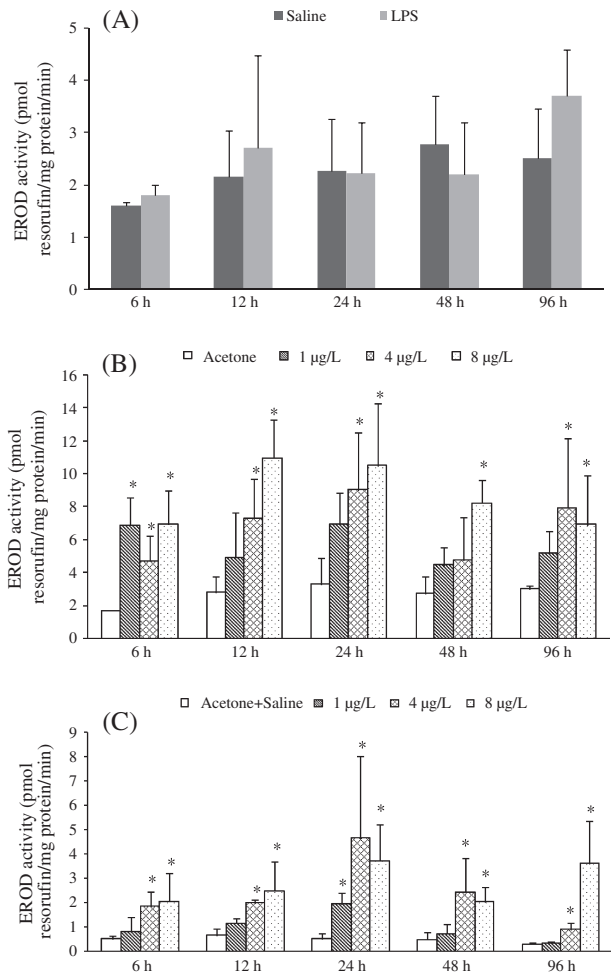 (A)
Saline LPS
EROD activity (pmol
resorufin/mg protein/min)
5
4
3
2
1
0
6 h 12 h 24 h 48 h 96 h
(B)
Acetone 1 µg/L 4 µg/L 8 µg/L
EROD activity (pmol
resorufin/mg protein/min)
16
14
12
10
8
6
4
2
0
* * * * * * * * * *
6 h 12 h 24 h 48 h 96 h
(C)
Acetone+Saline 1 µg/L 4 µg/L 8 µg/L
EROD activity (pmol
resorufin/mg protein/min)
9
8
7
6
5
4
3
2
1
0
* * * * * * * * * * *
6 h 12 h 24 h 48 h 96 h